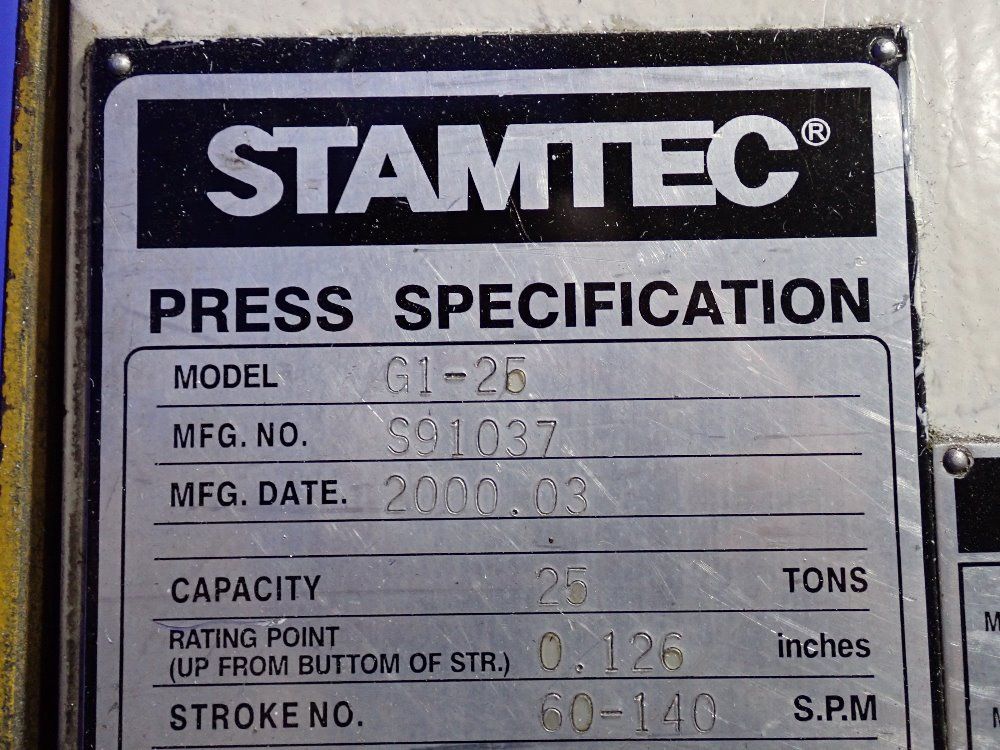 STAMTEC®
PRESS SPECIFICATION
MODEL G1-25
MFG. NO. S91037
MFG. DATE. 2000.03
CAPACITY 25 TONS
RATING POINT
(UP FROM BUTTOM OF STR.) 0.126 inches
STROKE NO. 60-140 S.P.M